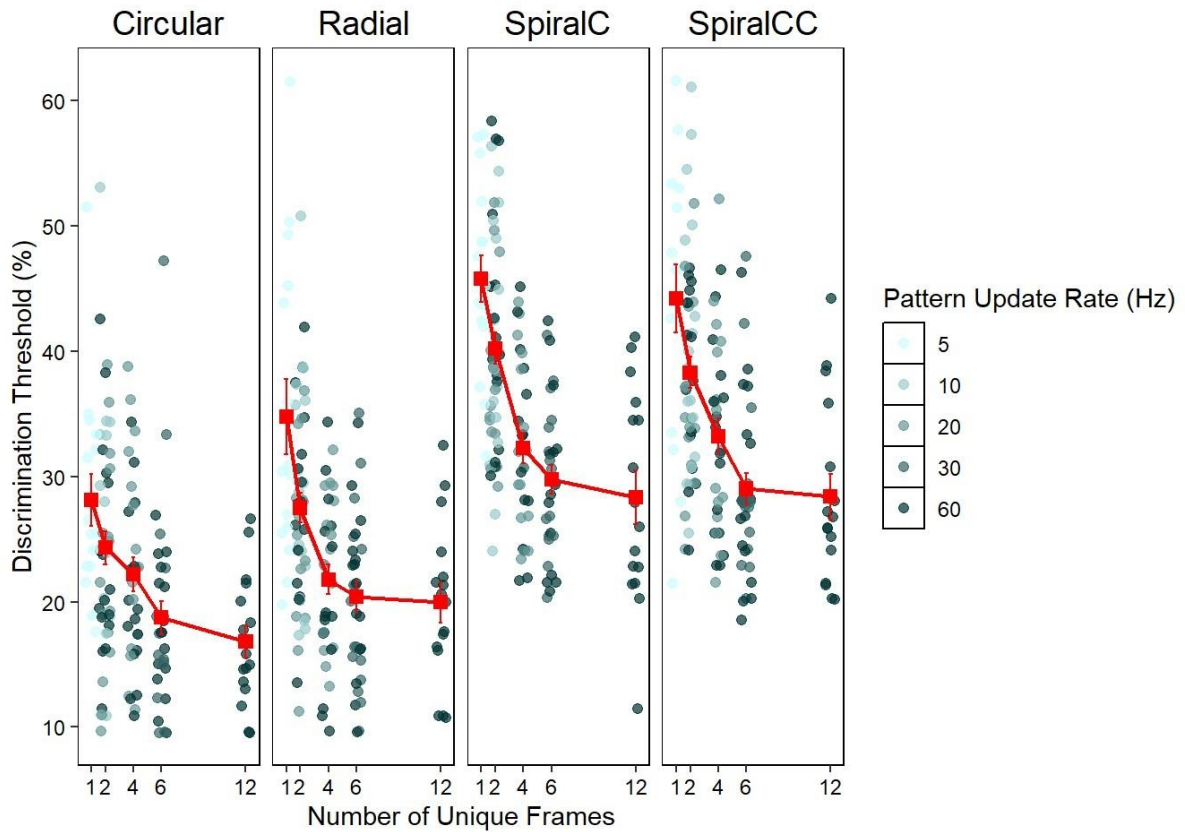 Circular Radial SpiralC SpiralCC
Discrimination Threshold (%)
60
50
40
30
20
10
1 2 4 6 12 1 2 4 6 12 1 2 4 6 12 1 2 4 6 12
Number of Unique Frames
Pattern Update Rate (Hz)
5
10
20
30
60